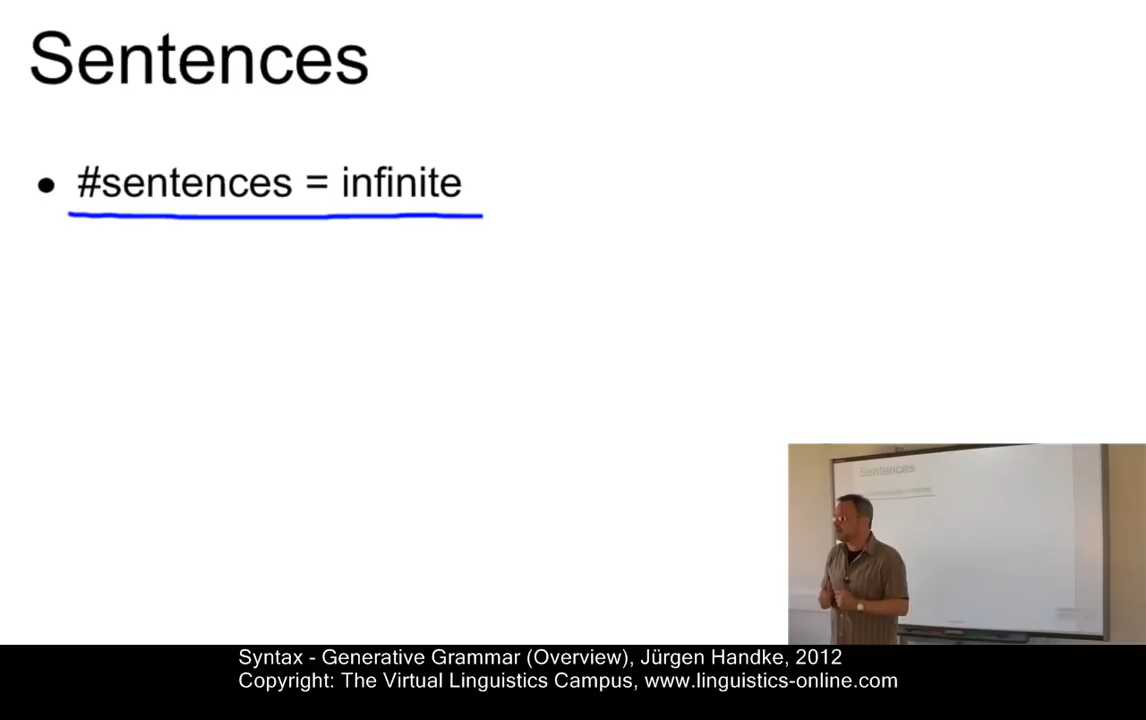 Sentences
• #sentences = infinite
Sentences
Syntax - Generative Grammar (Overview), Jürgen Handke, 2012
Copyright: The Virtual Linguistics Campus, www.linguistics-online.com